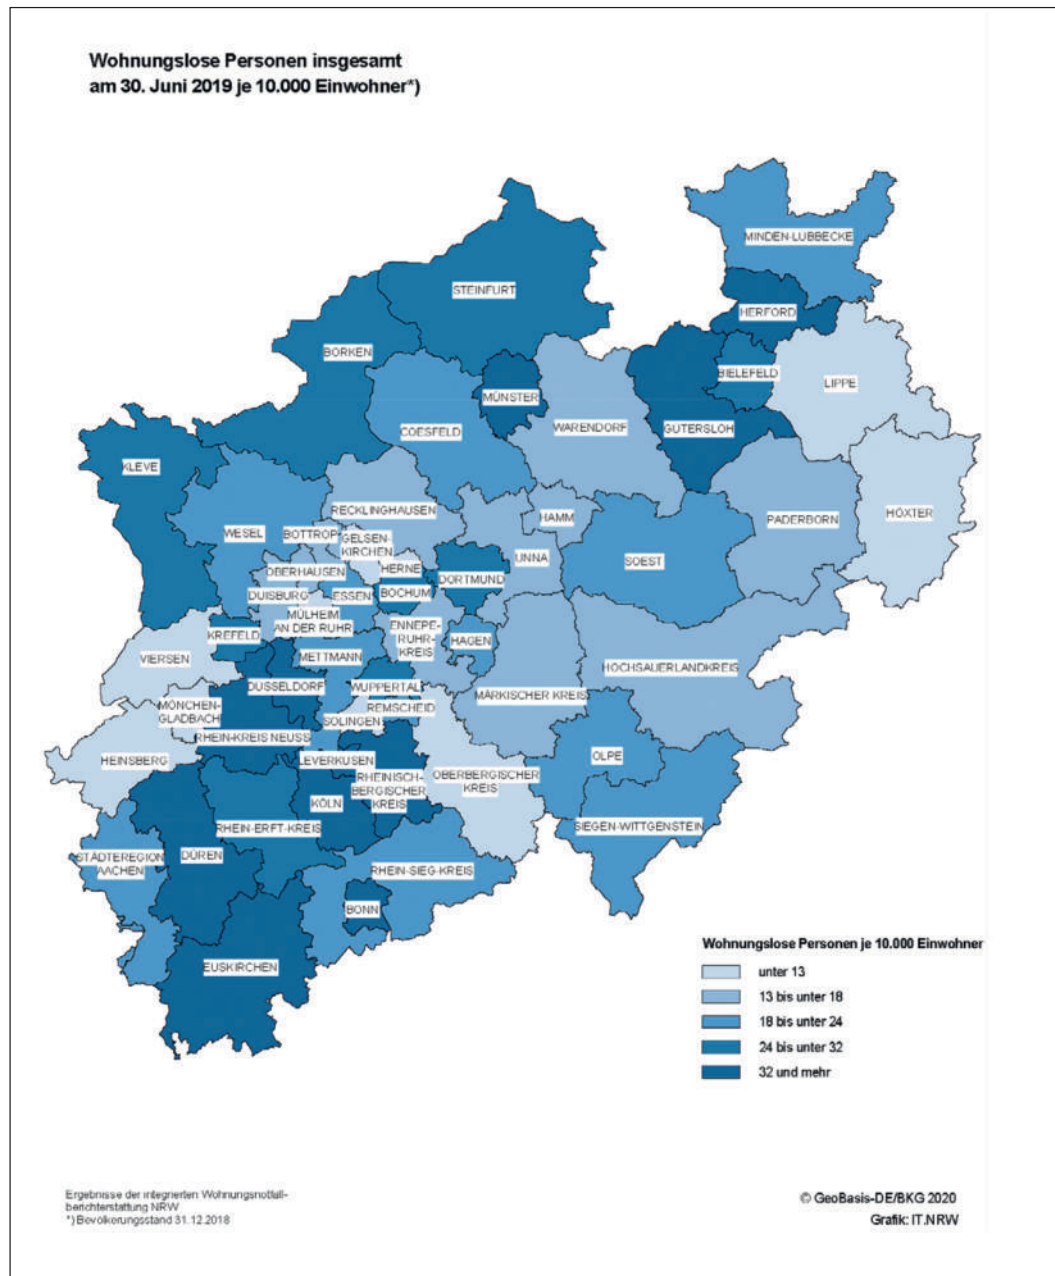 Wohnungslose Personen insgesamt
am 30. Juni 2019 je 10.000 Einwohner*)
MINDEN-LÜBBECKE
STEINFURT
HERFORD
BORKEN
BIELEFELD
LIPPE
MÜNSTER
COESFELD
WARENDORF
GÜTERSLOH
KLEVE
RECKLINGHAUSEN
HAMM
PADERBORN
HÖXTER
WESEL
BOTTROP
GELSEN-
KIRCHEN
UNNA
SOEST
OBERHAUSEN
HERNE
DORTMUND
DUISBURG
ESSEN
BOCHUM
MÜLHEIM
AN DER RUHR
ENNEPE-
RUHR-
KREIS
KREFELD
HAGEN
VIERSEN
METTMANN
HOCHSAUERLANDKREIS
DÜSSELDORF
WUPPERTAL
MÄRKISCHER KREIS
MÖNCHEN-
GLADBACH
REMSCHEID
SOLINGEN
RHEIN-KREIS NEUSS
HEINSBERG
LEVERKUSEN
OLPE
RHEINISCH-
BERGISCHER
KREIS
OBERBERGISCHER
KREIS
KÖLN
RHEIN-ERFT-KREIS
SIEGEN-WITTGENSTEIN
STÄDTEREGION
AACHEN
DÜREN
RHEIN-SIEG-KREIS
BONN
EUSKIRCHEN
Wohnungslose Personen je 10.000 Einwohner
unter 13
13 bis unter 18
18 bis unter 24
24 bis unter 32
32 und mehr
Ergebnisse der integrierten Wohnungsnotfall-
berichterstattung NRW
*) Bevölkerungsstand 31.12.2018
© GeoBasis-DE/BKG 2020
Grafik: IT.NRW